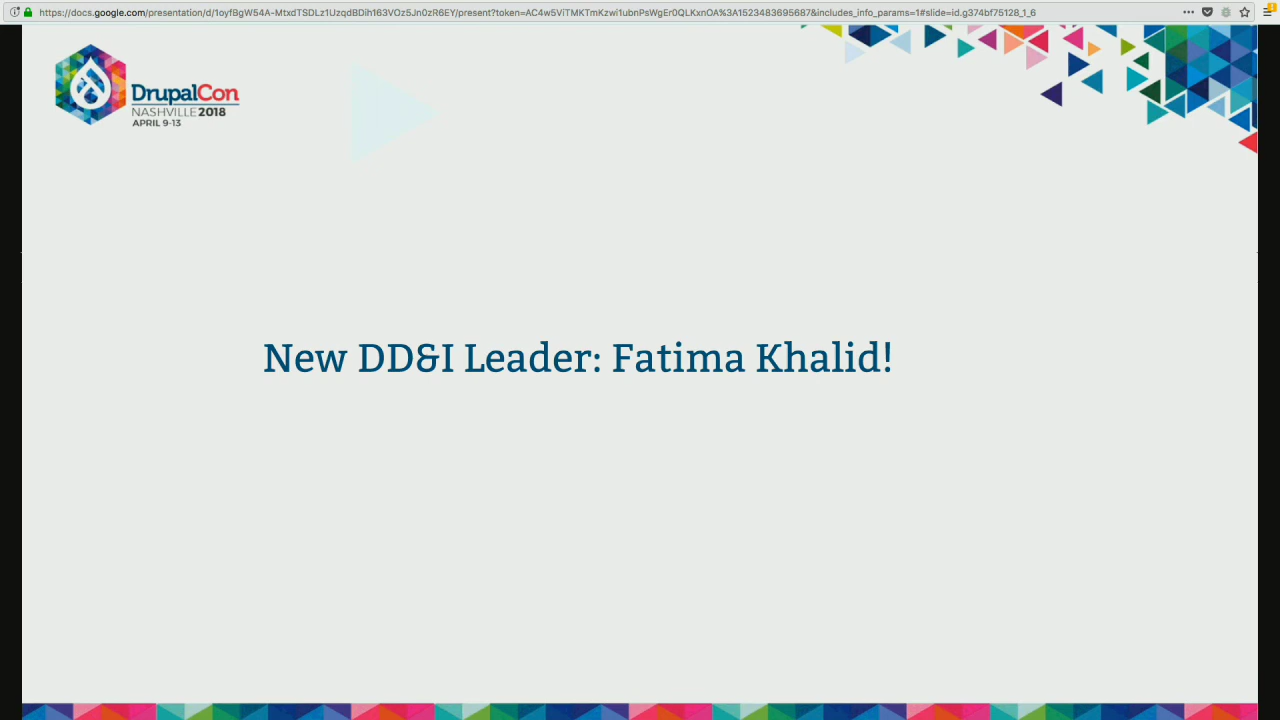 https://docs.google.com/presentation/d/1oyfBgW54A-MtxdTSDLz1UzqdBDih163VOz5Jn0zR6EY/present?token=AC4w5ViTMKTmKzwi1ubnPsWgEr0QLKxnOA%3A1523483695687&includes_info_params=1#slide=id.g374bf75128_1_6
DrupalCon
NASHVILLE 2018
APRIL 9-13
New DD&I Leader: Fatima Khalid!